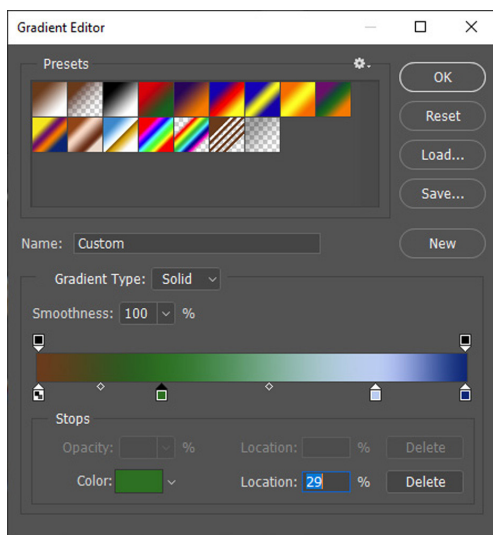 Gradient Editor
Presets
OK
Reset
Load...
Save...
Name: Custom
New
Gradient Type: Solid
Smoothness: 100 %
Stops
Opacity: % Location: % Delete
Color: Location: 29 % Delete